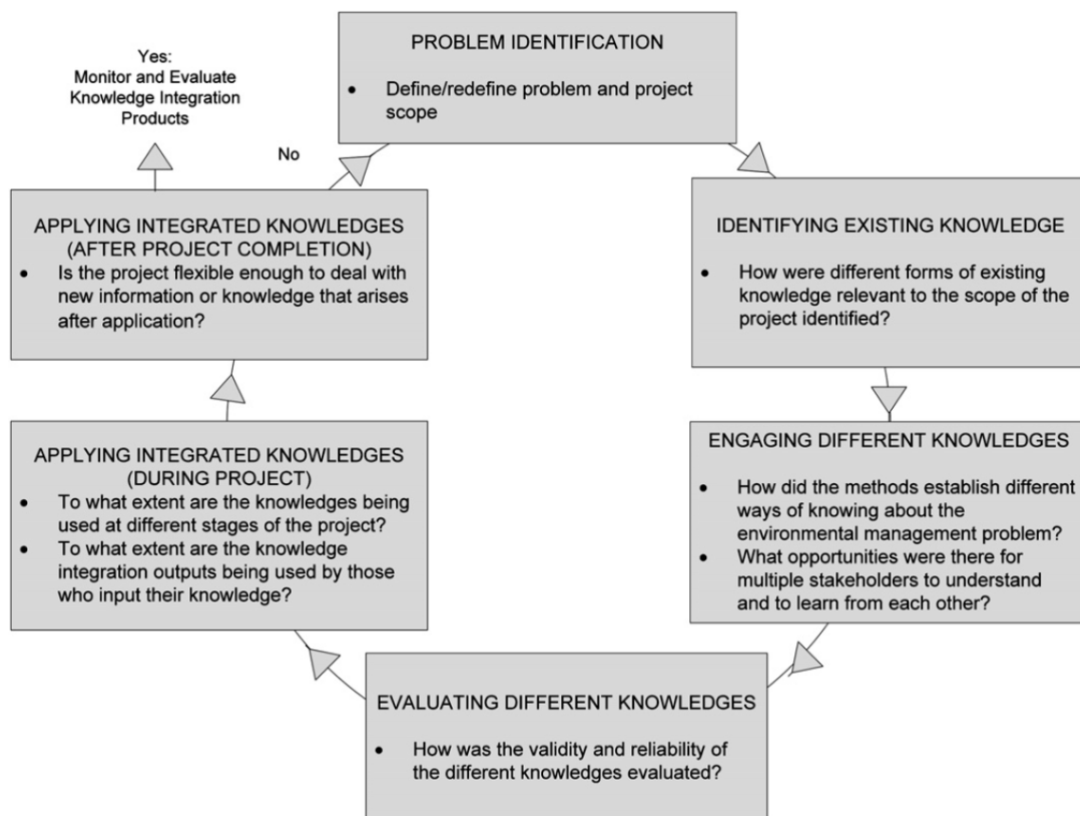 PROBLEM IDENTIFICATION
• Define/redefine problem and project
scope
Yes:
Monitor and Evaluate
Knowledge Integration
Products
No
IDENTIFYING EXISTING KNOWLEDGE
• How were different forms of existing
knowledge relevant to the scope of the
project identified?
ENGAGING DIFFERENT KNOWLEDGES
• How did the methods establish different
ways of knowing about the
environmental management problem?
• What opportunities were there for
multiple stakeholders to understand
and to learn from each other?
EVALUATING DIFFERENT KNOWLEDGES
• How was the validity and reliability of
the different knowledges evaluated?
APPLYING INTEGRATED KNOWLEDGES
(DURING PROJECT)
• To what extent are the knowledges being
used at different stages of the project?
• To what extent are the knowledge
integration outputs being used by those
who input their knowledge?
APPLYING INTEGRATED KNOWLEDGES
(AFTER PROJECT COMPLETION)
• Is the project flexible enough to deal with
new information or knowledge that arises
after application?